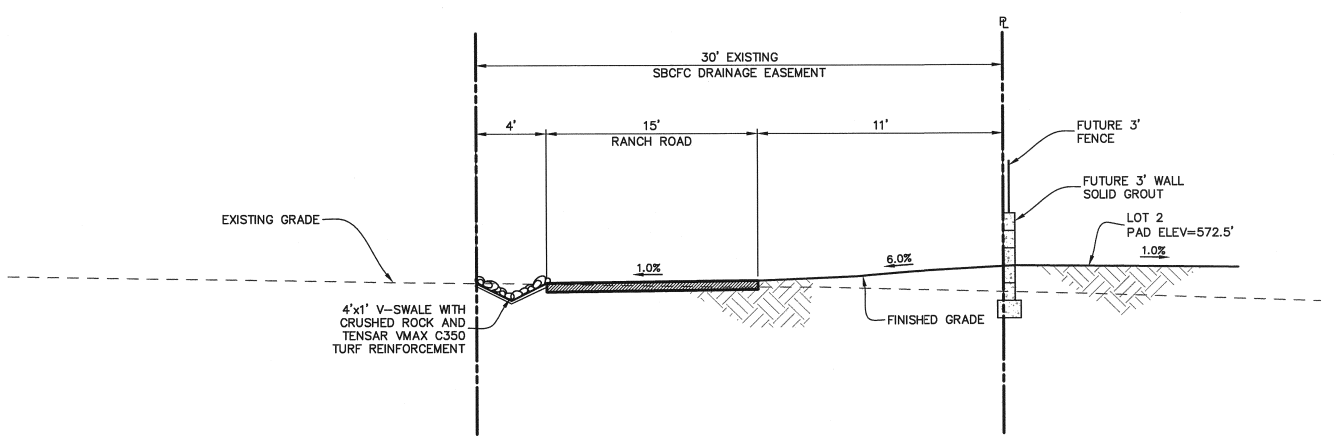 PL
30' EXISTING
SBCFC DRAINAGE EASEMENT
4'
15'
RANCH ROAD
11'
FUTURE 3'
FENCE
FUTURE 3' WALL
SOLID GROUT
EXISTING GRADE
LOT 2
PAD ELEV=572.5'
1.0%
6.0%
1.0%
4'x1' V-SWALE WITH
CRUSHED ROCK AND
TENSAR VMAX C350
TURF REINFORCEMENT
FINISHED GRADE